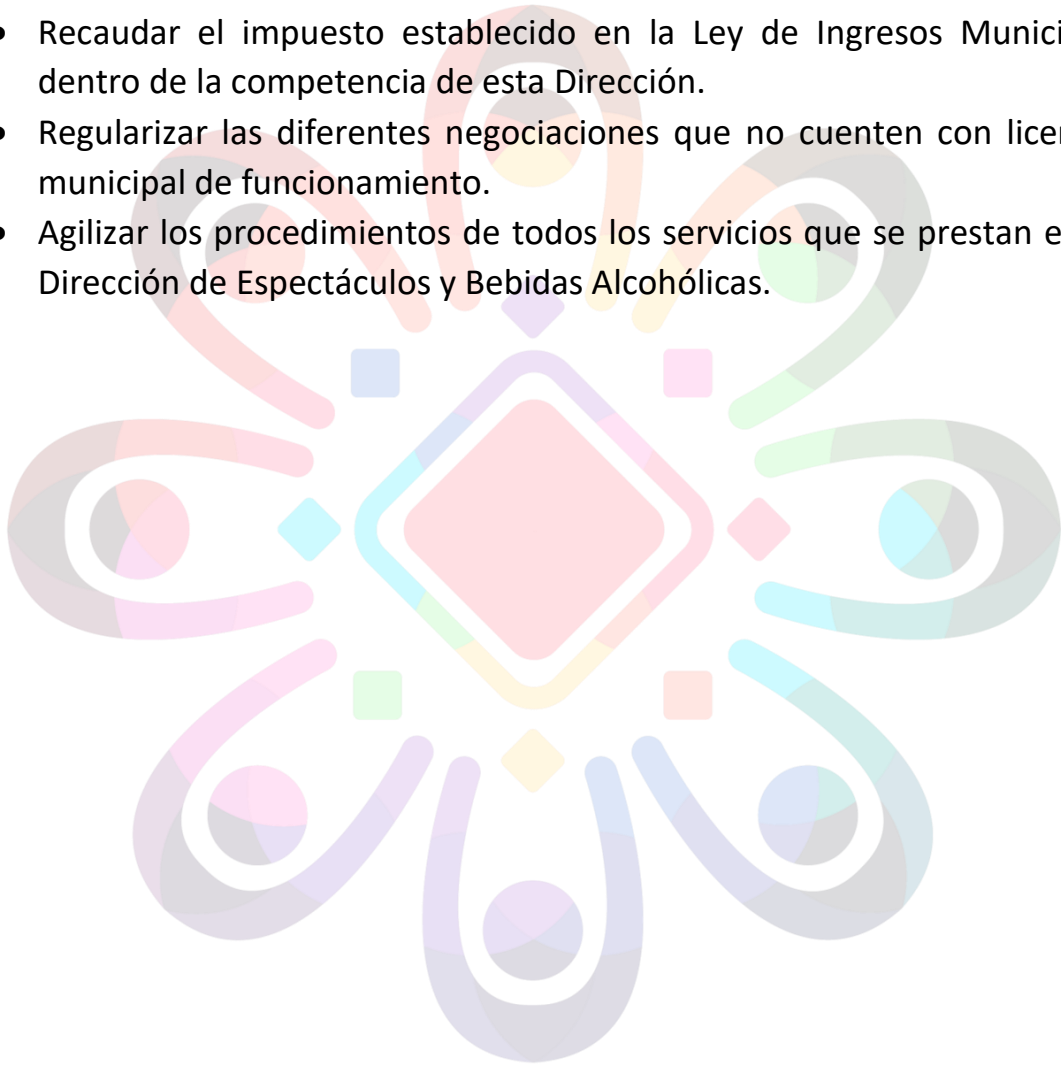 • Recaudar el impuesto establecido en la Ley de Ingresos
dentro de la competencia de esta Dirección.
• Regularizar las diferentes negociaciones que no cuenten con
municipal de funcionamiento.
• Agilizar los procedimientos de todos los servicios que se prestan
Dirección de Espectáculos y Bebidas Alcohólicas.